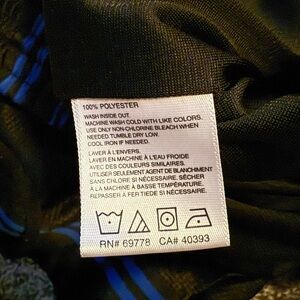 100% POLYESTER
WASH INSIDE OUT.
MACHINE WASH COLD WITH LIKE COLORS.
USE ONLY NON-CHLORINE BLEACH WHEN
NEEDED. TUMBLE DRY LOW.
COOL IRON IF NEEDED.
LAVER À L'ENVERS.
LAVER EN MACHINE À L'EAU FROIDE
AVEC DES COULEURS SIMILAIRES.
UTILISER SEULEMENT AGENT DE BLANCHIMENT
SANS CHLORE SI NÉCESSAIRE. SÉCHER
À LA MACHINE À BASSE TEMPÉRATURE.
REPASSER À FER TIEDE SI NÉCESSAIRE.
RN# 69778 CA# 40393